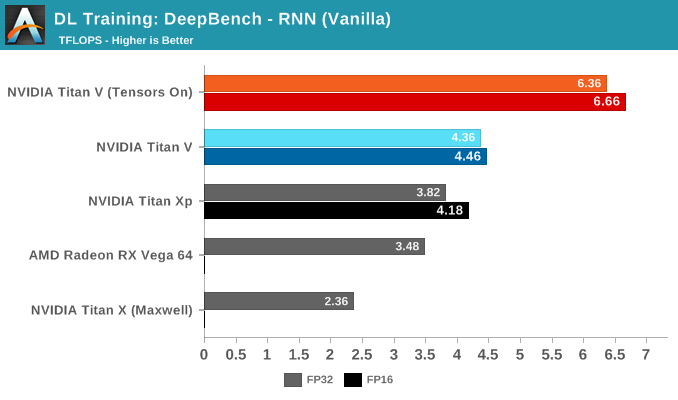 DL Training: DeepBench - RNN (Vanilla)
TFLOPS - Higher is Better
NVIDIA Titan V (Tensors On)
6.36
6.66
NVIDIA Titan V
4.36
4.46
NVIDIA Titan Xp
3.82
4.18
AMD Radeon RX Vega 64
3.48
NVIDIA Titan X (Maxwell)
2.36
0 0.5 1 1.5 2 2.5 3 3.5 4 4.5 5 5.5 6 6.5 7
FP32 FP16